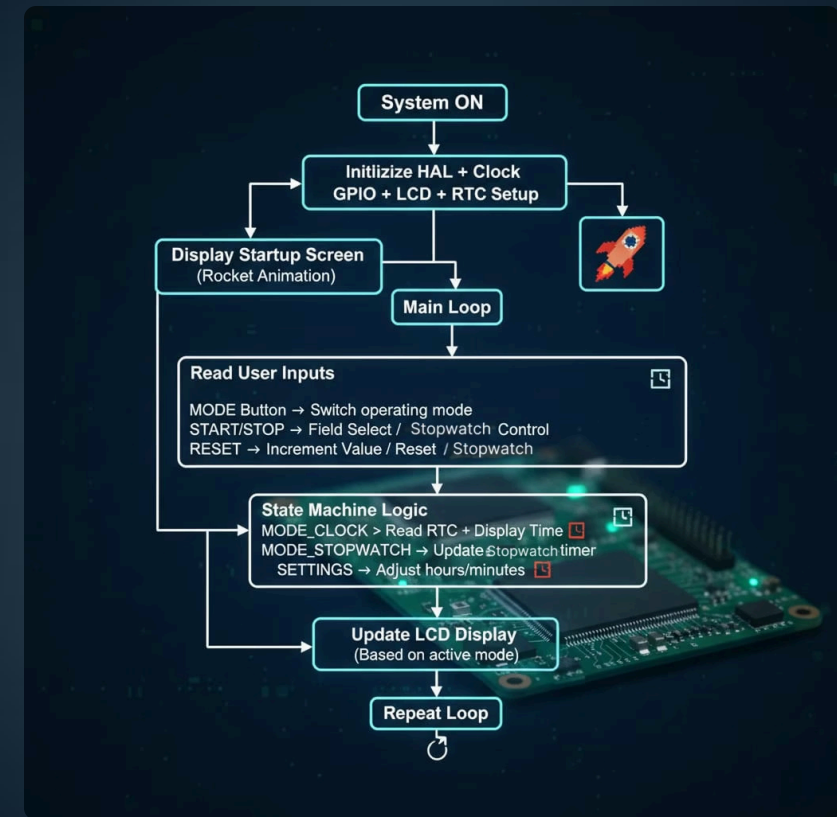 System ON
Initlizize HAL + Clock
GPIO + LCD + RTC Setup
Display Startup Screen
(Rocket Animation)
Main Loop
Read User Inputs
MODE Button → Switch operating mode
START/STOP → Field Select / Stopwatch Control
RESET → Increment Value / Reset / Stopwatch
State Machine Logic
MODE_CLOCK > Read RTC + Display Time
MODE_STOPWATCH → Update Stopwatch timer
SETTINGS → Adjust hours/minutes
Update LCD Display
(Based on active mode)
Repeat Loop